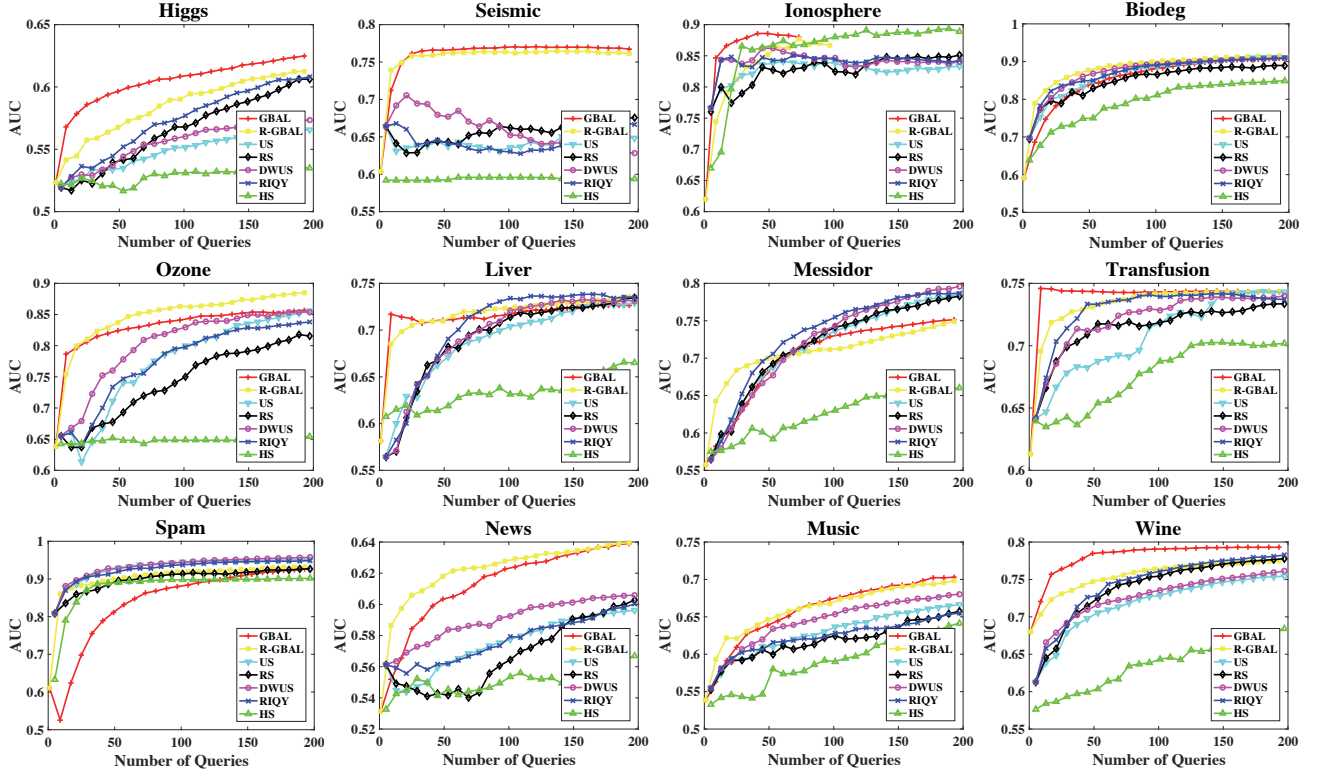 Higgs
0.65
0.6
0.55
0.5
AUC
0 50 100 150 200
Number of Queries
GBAL
R-GBAL
US
RS
DWUS
RIQY
HS
Seismic
0.8
0.75
0.7
0.65
0.6
0.55
AUC
0 50 100 150 200
Number of Queries
GBAL
R-GBAL
US
RS
DWUS
RIQY
HS
Ionosphere
0.9
0.85
0.8
0.75
0.7
0.65
0.6
AUC
0 50 100 150 200
Number of Queries
GBAL
R-GBAL
US
RS
DWUS
RIQY
HS
Biodeg
1
0.9
0.8
0.7
0.6
0.5
AUC
0 50 100 150 200
Number of Queries
GBAL
R-GBAL
US
RS
DWUS
RIQY
HS
Ozone
0.9
0.85
0.8
0.75
0.7
0.65
0.6
AUC
0 50 100 150 200
Number of Queries
GBAL
R-GBAL
US
RS
DWUS
RIQY
HS
Liver
0.75
0.7
0.65
0.6
0.55
AUC
0 50 100 150 200
Number of Queries
GBAL
R-GBAL
US
RS
DWUS
RIQY
HS
Messidor
0.8
0.75
0.7
0.65
0.6
0.55
AUC
0 50 100 150 200
Number of Queries
GBAL
R-GBAL
US
RS
DWUS
RIQY
HS
Transfusion
0.75
0.7
0.65
0.6
AUC
0 50 100 150 200
Number of Queries
GBAL
R-GBAL
US
RS
DWUS
RIQY
HS
Spam
1
0.9
0.8
0.7
0.6
0.5
AUC
0 50 100 150 200
Number of Queries
GBAL
R-GBAL
US
RS
DWUS
RIQY
HS
News
0.64
0.62
0.6
0.58
0.56
0.54
0.52
AUC
0 50 100 150 200
Number of Queries
GBAL
R-GBAL
US
RS
DWUS
RIQY
HS
Music
0.75
0.7
0.65
0.6
0.55
0.5
AUC
0 50 100 150 200
Number of Queries
GBAL
R-GBAL
US
RS
DWUS
RIQY
HS
Wine
0.8
0.75
0.7
0.65
0.6
0.55
AUC
0 50 100 150 200
Number of Queries
GBAL
R-GBAL
US
RS
DWUS
RIQY
HS